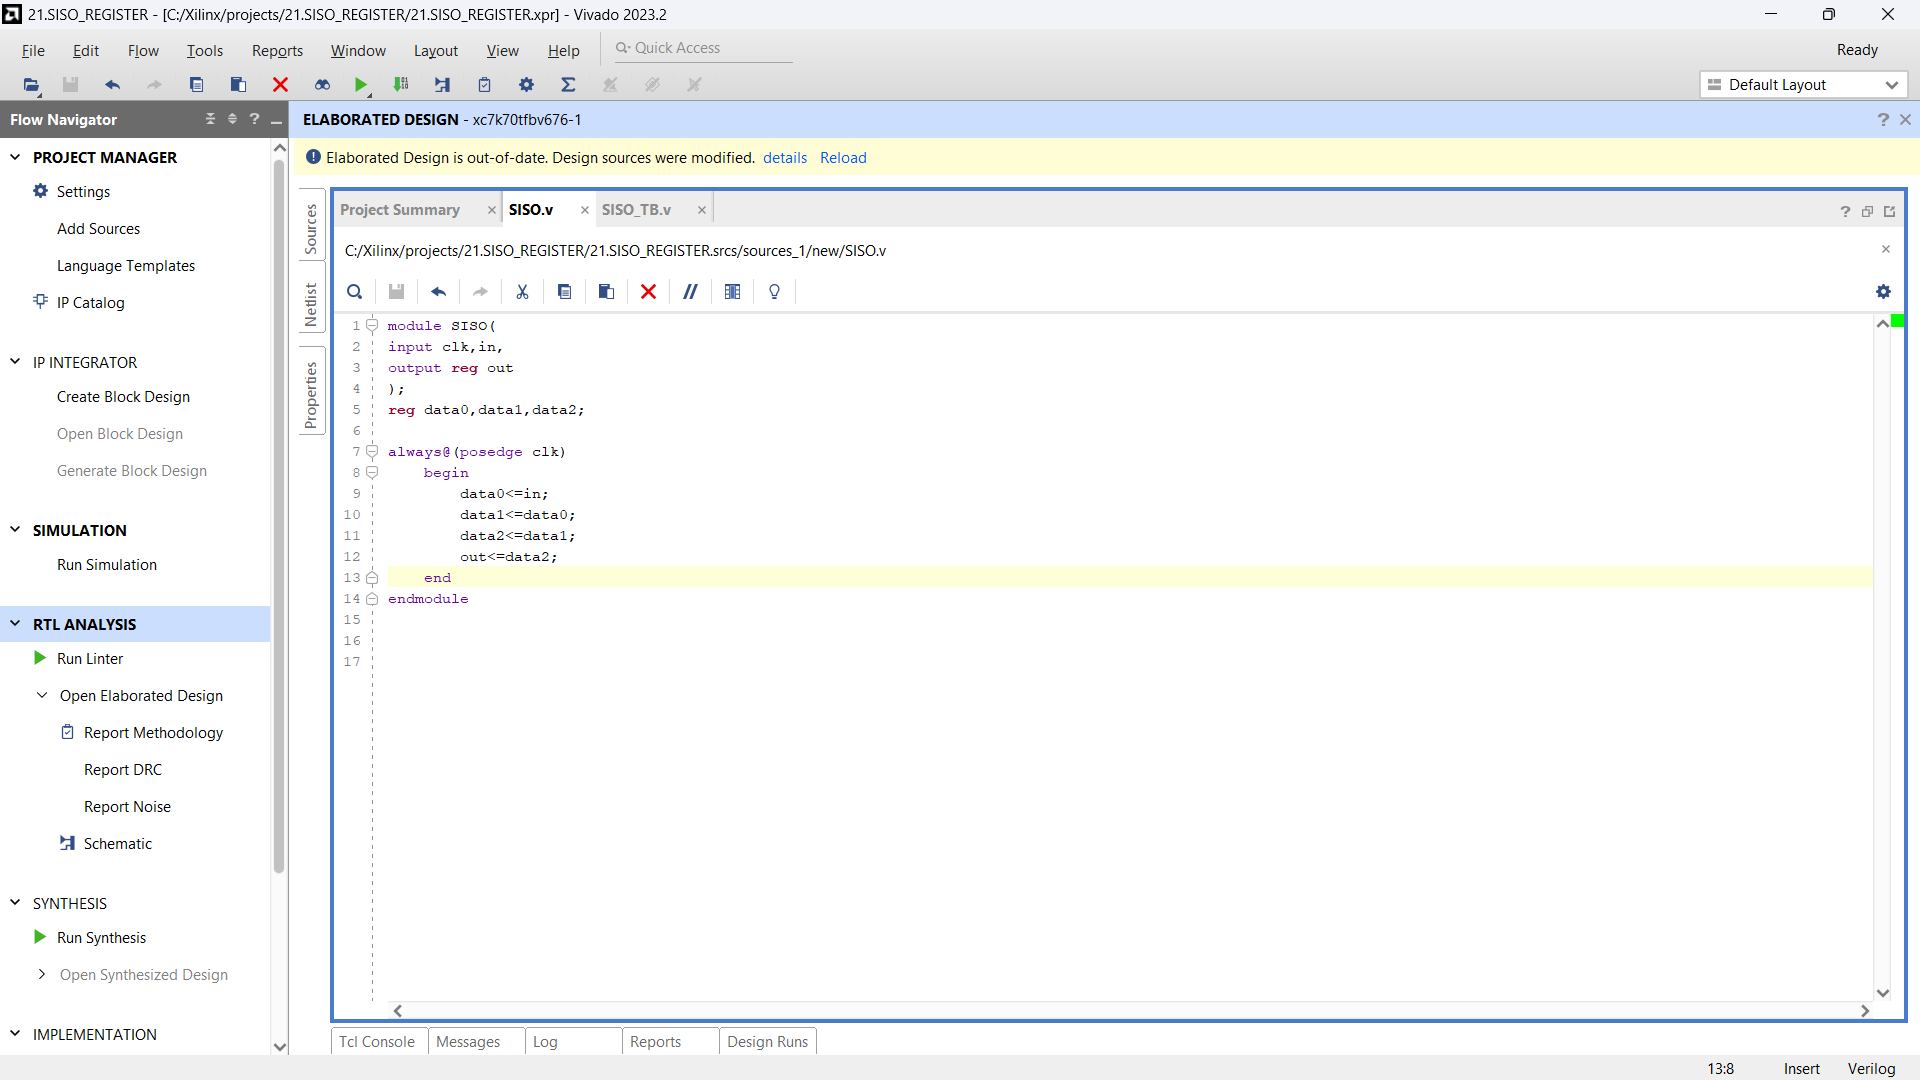 21.SISO_REGISTER - [C:/Xilinx/projects/21.SISO_REGISTER/21.SISO_REGISTER.xpr] - Vivado 2023.2
File Edit Flow Tools Reports Window Layout View Help Quick Access Ready
Default Layout
Flow Navigator
PROJECT MANAGER
Settings
Add Sources
Language Templates
IP Catalog
IP INTEGRATOR
Create Block Design
Open Block Design
Generate Block Design
SIMULATION
Run Simulation
RTL ANALYSIS
Run Linter
Open Elaborated Design
Report Methodology
Report DRC
Report Noise
Schematic
SYNTHESIS
Run Synthesis
Open Synthesized Design
IMPLEMENTATION
ELABORATED DESIGN - xc7k70tfbv676-1
Elaborated Design is out-of-date. Design sources were modified. details Reload
Sources
Netlist
Properties
Project Summary SISO.v SISO_TB.v
C:/Xilinx/projects/21.SISO_REGISTER/21.SISO_REGISTER.srcs/sources_1/new/SISO.v
1 module SISO(
2 input clk,in,
3 output reg out
4 );
5 reg data0,data1,data2;
6
7 always@(posedge clk)
8 begin
9 data0<=in;
10 data1<=data0;
11 data2<=data1;
12 out<=data2;
13 end
14 endmodule
15
16
17
Tcl Console Messages Log Reports Design Runs
13:8 Insert Verilog